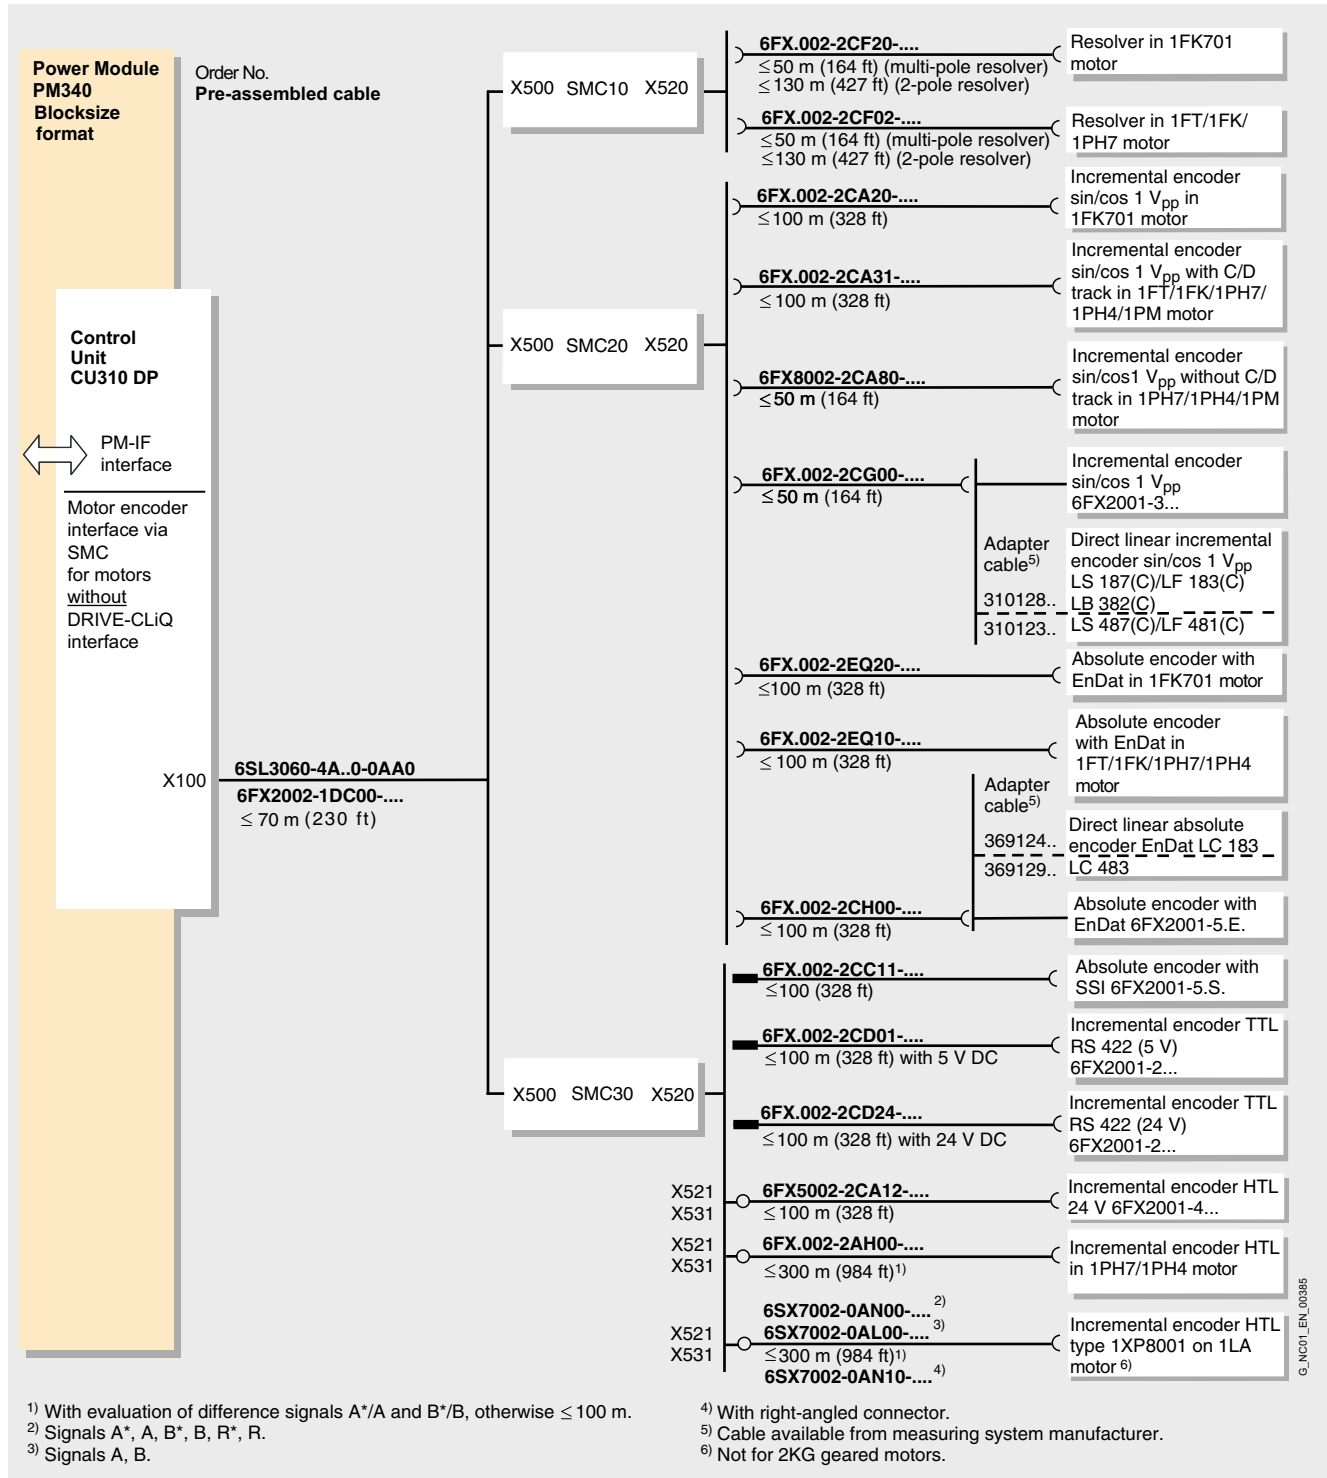 Power Module
PM340
Blocksize
format
Order No.
Pre-assembled cable
Control
Unit
CU310 DP
PM-IF
interface
Motor encoder
interface via
SMC
for motors
without
DRIVE-CLiQ
interface
X100
6SL3060-4A..0-0AA0
6FX2002-1DC00-....
≤ 70 m (230 ft)
X500 SMC10 X520
6FX.002-2CF20-....
≤ 50 m (164 ft) (multi-pole resolver)
≤ 130 m (427 ft) (2-pole resolver)
Resolver in 1FK701
motor
6FX.002-2CF02-....
≤ 50 m (164 ft) (multi-pole resolver)
≤ 130 m (427 ft) (2-pole resolver)
Resolver in 1FT/1FK/
1PH7 motor
X500 SMC20 X520
6FX.002-2CA20-....
≤ 100 m (328 ft)
Incremental encoder
sin/cos 1 Vpp in
1FK701 motor
6FX.002-2CA31-....
≤ 100 m (328 ft)
Incremental encoder
sin/cos 1 Vpp with C/D
track in 1FT/1FK/1PH7/
1PH4/1PM motor
6FX8002-2CA80-....
≤ 50 m (164 ft)
Incremental encoder
sin/cos1 Vpp without C/D
track in 1PH7/1PH4/1PM
motor
6FX.002-2CG00-....
≤ 50 m (164 ft)
Incremental encoder
sin/cos 1 Vpp
6FX2001-3...
Adapter
cable5)
310128..
310123..
Direct linear incremental
encoder sin/cos 1 Vpp
LS 187(C)/LF 183(C)
LB 382(C)
LS 487(C)/LF 481(C)
6FX.002-2EQ20-....
≤100 m (328 ft)
Absolute encoder with
EnDat in 1FK701 motor
6FX.002-2EQ10-....
≤ 100 m (328 ft)
Absolute encoder
with EnDat in
1FT/1FK/1PH7/1PH4
motor
Adapter
cable5)
369124..
369129..
Direct linear absolute
encoder EnDat LC 183
LC 483
6FX.002-2CH00-....
≤ 100 m (328 ft)
Absolute encoder with
EnDat 6FX2001-5.E.
X500 SMC30 X520
6FX.002-2CC11-....
≤100 (328 ft)
Absolute encoder with
SSI 6FX2001-5.S.
6FX.002-2CD01-....
≤100 m (328 ft) with 5 V DC
Incremental encoder TTL
RS 422 (5 V)
6FX2001-2...
6FX.002-2CD24-....
≤100 m (328 ft) with 24 V DC
Incremental encoder TTL
RS 422 (24 V)
6FX2001-2...
X521
X531
6FX5002-2CA12-....
≤ 100 m (328 ft)
Incremental encoder HTL
24 V 6FX2001-4...
X521
X531
6FX.002-2AH00-....
≤ 300 m (984 ft)1)
Incremental encoder HTL
in 1PH7/1PH4 motor
X521
X531
6SX7002-0AN00-.... 2)
6SX7002-0AL00-.... 3)
≤ 300 m (984 ft)1)
6SX7002-0AN10-.... 4)
Incremental encoder HTL
type 1XP8001 on 1LA
motor 6)
G_NC01_EN_00385
1) With evaluation of difference signals A*/A and B*/B, otherwise ≤ 100 m.
2) Signals A*, A, B*, B, R*, R.
3) Signals A, B.
4) With right-angled connector.
5) Cable available from measuring system manufacturer.
6) Not for 2KG geared motors.